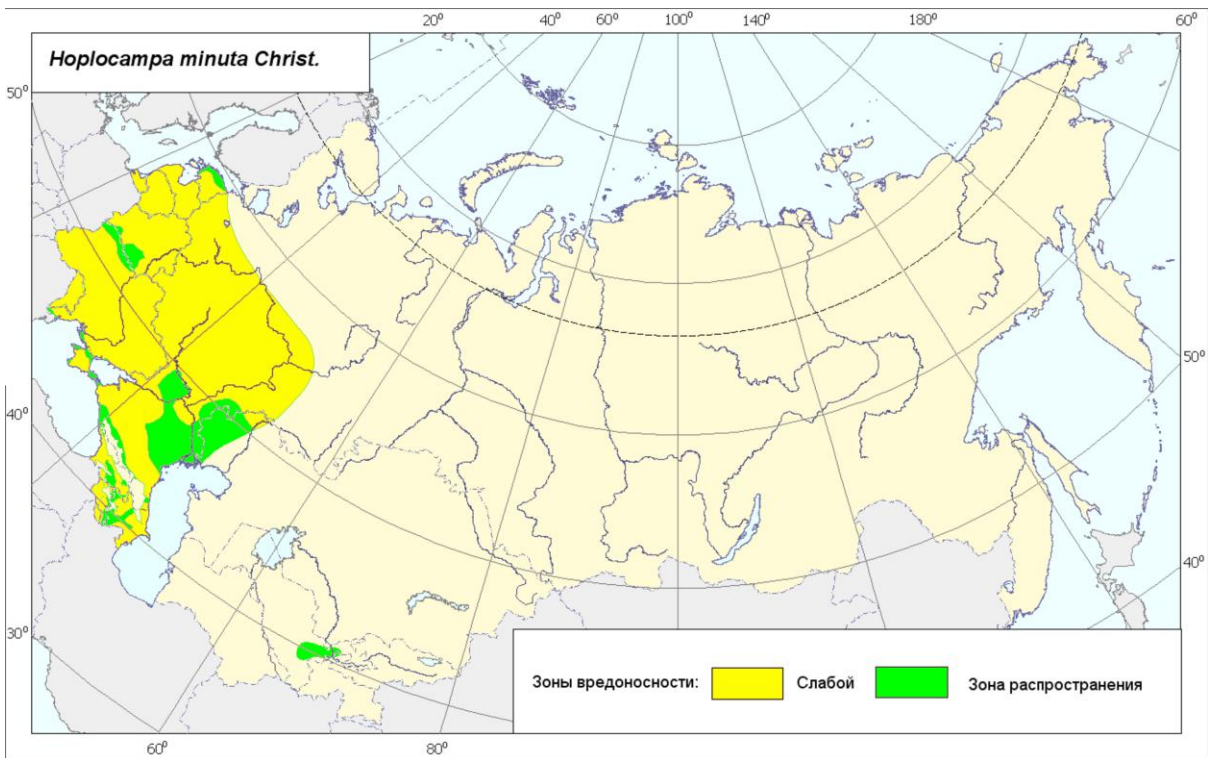 20° 40° 60° 100° 140° 180° 60°
Hoplocampa minuta Christ.
50°
50°
40°
40°
30°
Зоны вредоносности: Слабой Зона распространения
60° 80°